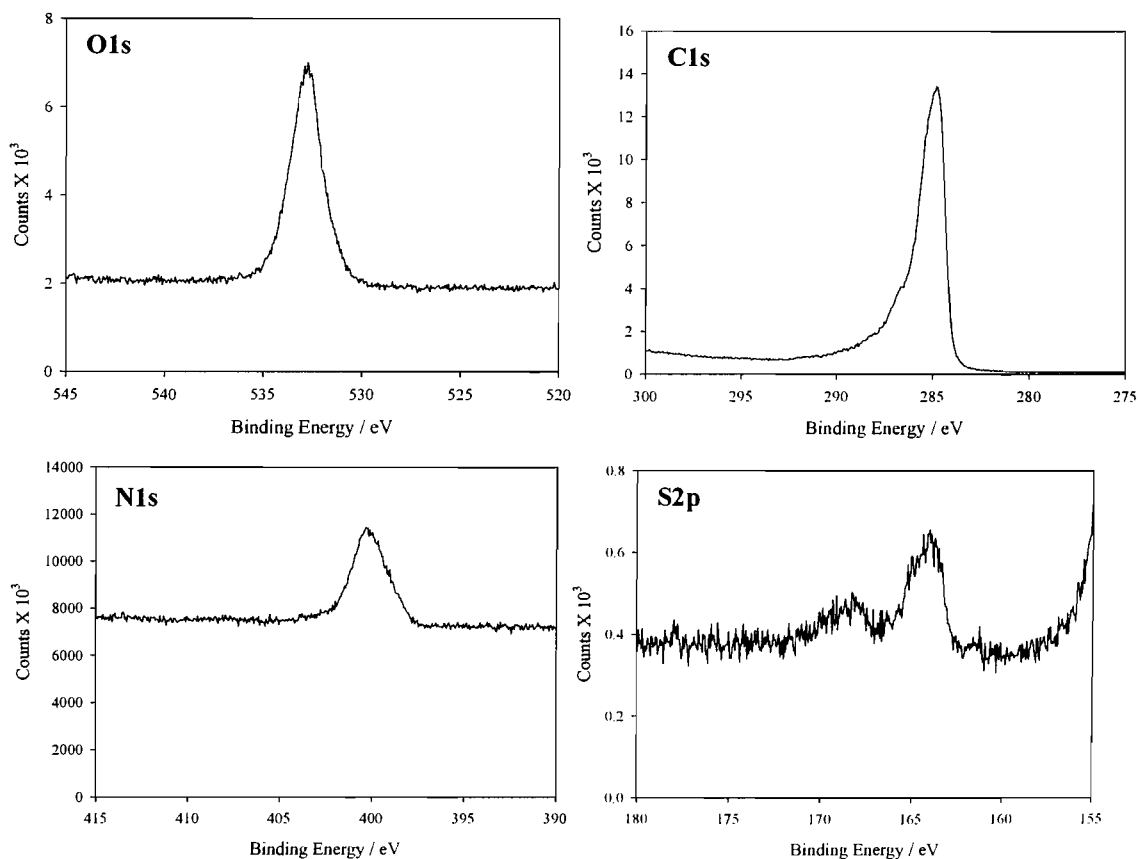 O1s
8
6
4
2
0
Counts X 10³
545 540 535 530 525 520
Binding Energy / eV
C1s
16
14
12
10
8
6
4
2
0
Counts X 10³
300 295 290 285 280 275
Binding Energy / eV
N1s
14000
12000
10000
8000
6000
4000
2000
0
Counts X 10³
415 410 405 400 395 390
Binding Energy / eV
S2p
0.8
0.6
0.4
0.2
0.0
Counts X 10³
180 175 170 165 160 155
Binding Energy / eV